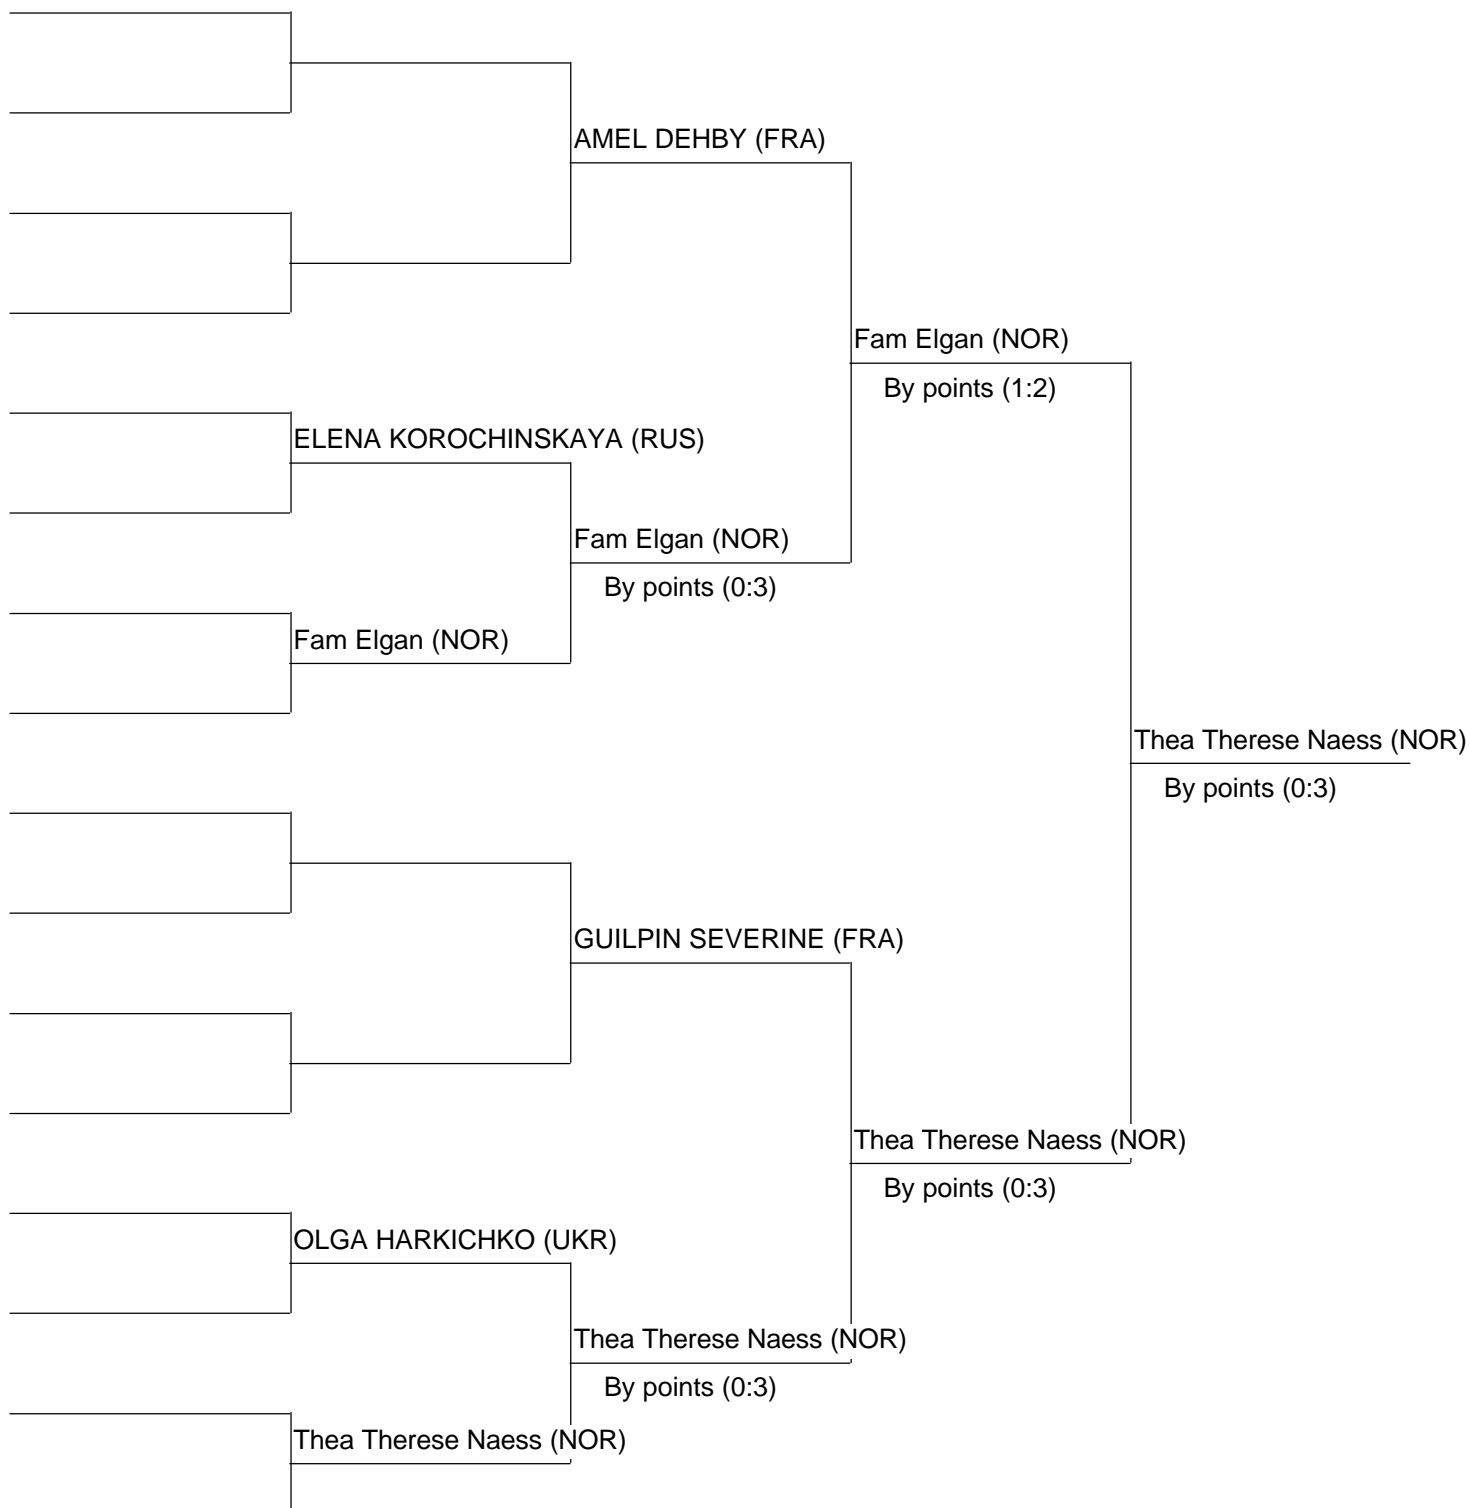 AMEL DEHBY (FRA)
Fam Elgan (NOR)
By points (1:2)
ELENA KOROCHINSKAYA (RUS)
Fam Elgan (NOR)
By points (0:3)
Fam Elgan (NOR)
Thea Therese Naess (NOR)
By points (0:3)
GUILPIN SEVERINE (FRA)
Thea Therese Naess (NOR)
By points (0:3)
OLGA HARKICHKO (UKR)
Thea Therese Naess (NOR)
By points (0:3)
Thea Therese Naess (NOR)